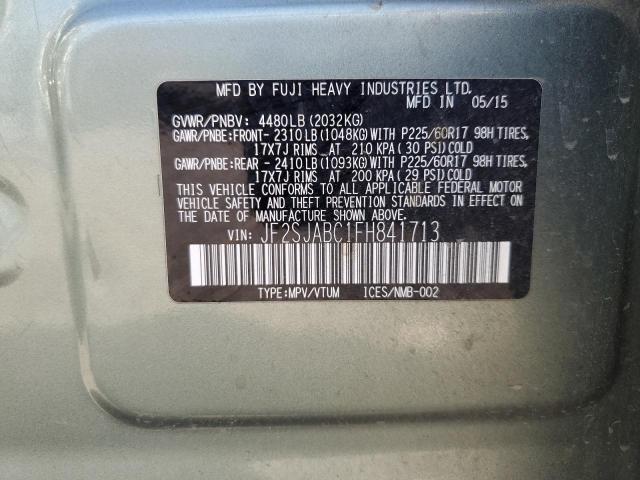 MFD BY FUJI HEAVY INDUSTRIES LTD.
MFD IN 05/15
GVWR/PNBV: 4480LB (2032KG)
GAWR/PNBE:FRONT- 2310LB (1048KG)WITH P225/60R17 98H TIRES,
17X7J RIMS AT 210 KPA (30 PSI)COLD
GAWR/PNBE:REAR - 2410LB (1093KG)WITH P225/60R17 98H TIRES,
17X7J RIMS AT 200 KPA (29 PSI)COLD
THIS VEHICLE CONFORMS TO ALL APPLICABLE FEDERAL MOTOR
VEHICLE SAFETY AND THEFT PREVENTION STANDARDS IN EFFECT
ON THE DATE OF MANUFACTURE SHOWN ABOVE.
VIN: JF2SJABC1FH841713
TYPE:MPV/VTUM ICES/NMB-002